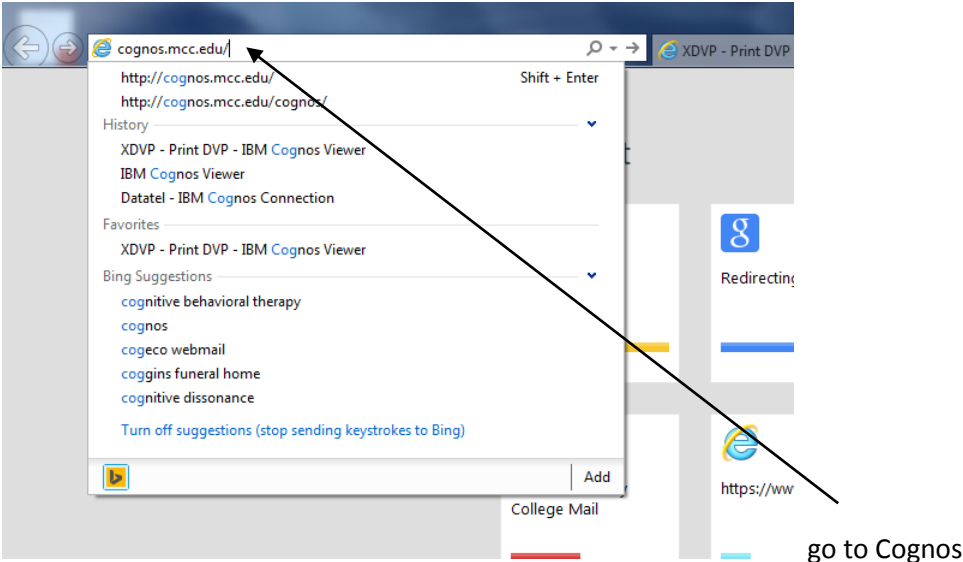 cognos.mcc.edu/
XDVP - Print DVP
http://cognos.mcc.edu/ Shift + Enter
http://cognos.mcc.edu/cognos/
History
XDVP - Print DVP - IBM Cognos Viewer
IBM Cognos Viewer
Datatel - IBM Cognos Connection
Favorites
XDVP - Print DVP - IBM Cognos Viewer
Bing Suggestions
cognitive behavioral therapy
cognos
cogeco webmail
coggins funeral home
cognitive dissonance
Turn off suggestions (stop sending keystrokes to Bing)
Add
t
g
Redirecting
https://ww
y
College Mail
go to Cognos